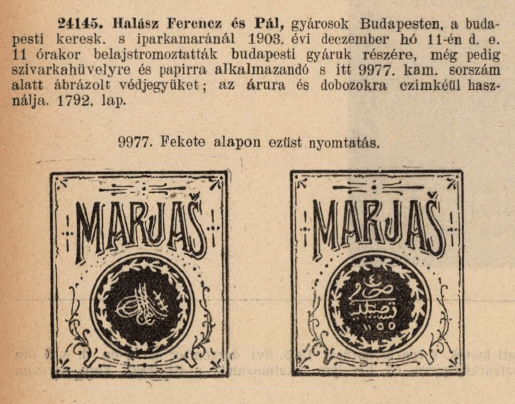 24145. Halász Ferencz és Pál, gyárosok Budapesten, a buda-
pesti keresk. s iparkamaránál 1903. évi deczember hó 11-én d. e.
11 órakor belajstromoztatták budapesti gyáruk részére, még pedig
szivarkahüvelyre és papirra alkalmazandó s itt 9977. kam. sorszám
alatt ábrázolt védjegyüket; az árura és dobozokra czimkéül hasz-
nálja. 1792. lap.
9977. Fekete alapon ezüst nyomtatás.
MARJAŠ
MARJAŠ